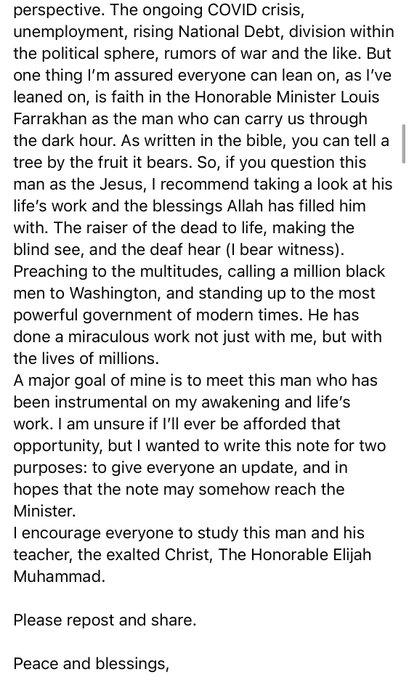 perspective. The ongoing COVID crisis,
unemployment, rising National Debt, division within
the political sphere, rumors of war and the like. But
one thing I’m assured everyone can lean on, as I’ve
leaned on, is faith in the Honorable Minister Louis
Farrakhan as the man who can carry us through
the dark hour. As written in the bible, you can tell a
tree by the fruit it bears. So, if you question this
man as the Jesus, I recommend taking a look at his
life’s work and the blessings Allah has filled him
with. The raiser of the dead to life, making the
blind see, and the deaf hear (I bear witness).
Preaching to the multitudes, calling a million black
men to Washington, and standing up to the most
powerful government of modern times. He has
done a miraculous work not just with me, but with
the lives of millions.
A major goal of mine is to meet this man who has
been instrumental on my awakening and life’s
work. I am unsure if I’ll ever be afforded that
opportunity, but I wanted to write this note for two
purposes: to give everyone an update, and in
hopes that the note may somehow reach the
Minister.
I encourage everyone to study this man and his
teacher, the exalted Christ, The Honorable Elijah
Muhammad.
Please repost and share.
Peace and blessings,